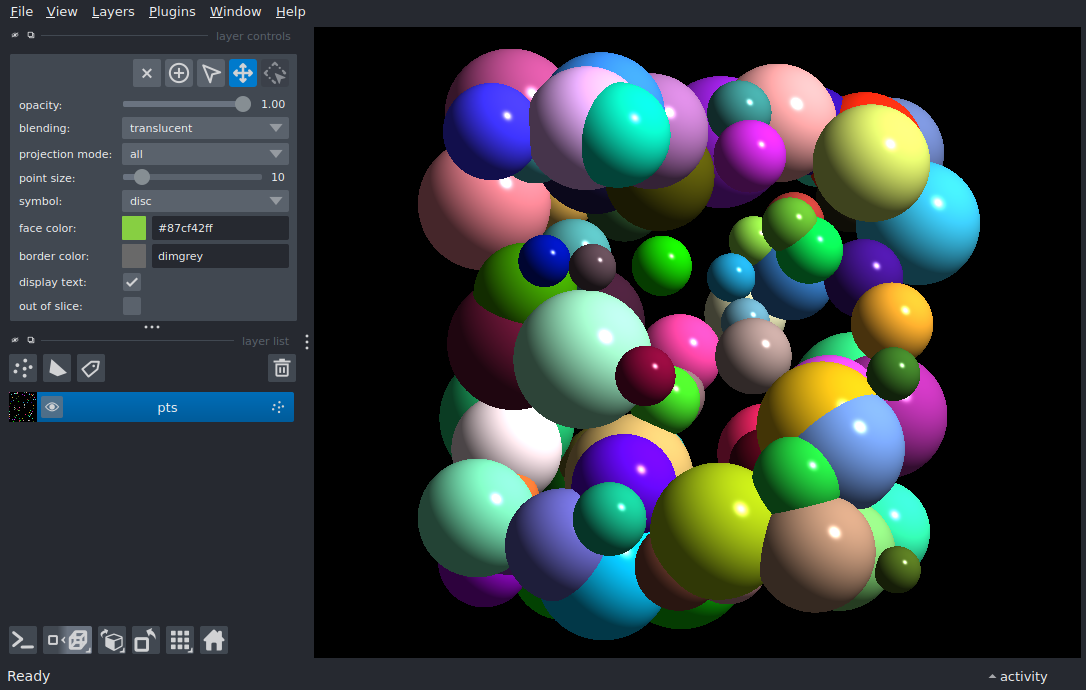 File View Layers Plugins Window Help
layer controls
opacity: 1.00
blending: translucent
projection mode: all
point size: 10
symbol: disc
face color: #87cf42ff
border color: dimgrey
display text:
out of slice:
layer list
pts
Ready activity